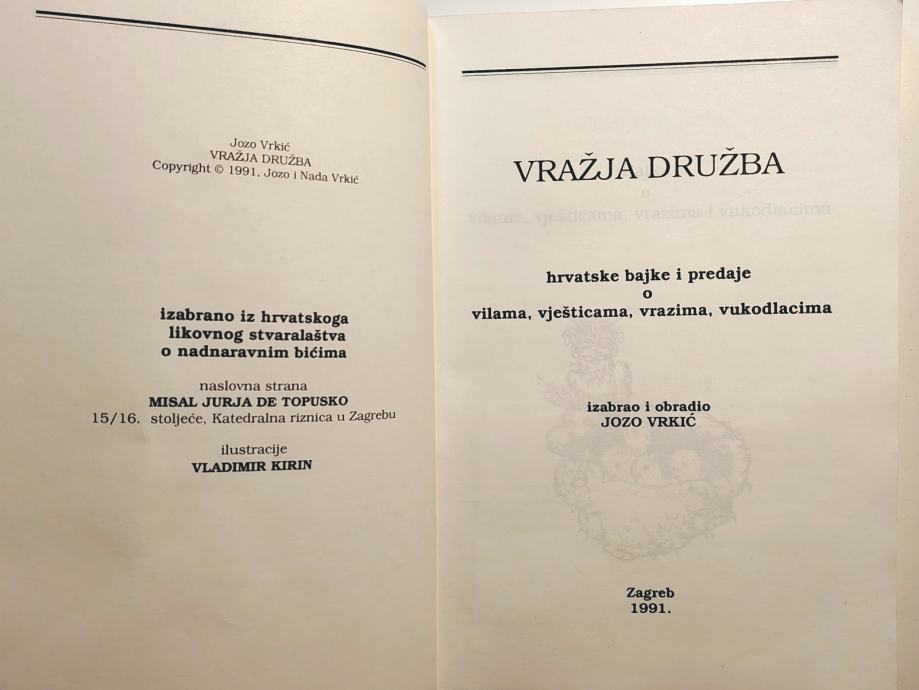 Jozo Vrkić
VRAŽJA DRUŽBA
Copyright © 1991, Jozo i Nada Vrkić
izabrano iz hrvatskoga
likovnog stvaralaštva
o nadnaravnim bićima
naslovna strana
MISAL JURJA DE TOPUSKO
15/16. stoljeće, Katedralna riznica u Zagrebu
ilustracije
VLADIMIR KIRIN
VRAŽJA DRUŽBA
o
vilama, vješticama, vrazima i vukodlacima
hrvatske bajke i predaje
o
vilama, vješticama, vrazima, vukodlacima
izabrao i obradio
JOZO VRKIĆ
Zagreb
1991.